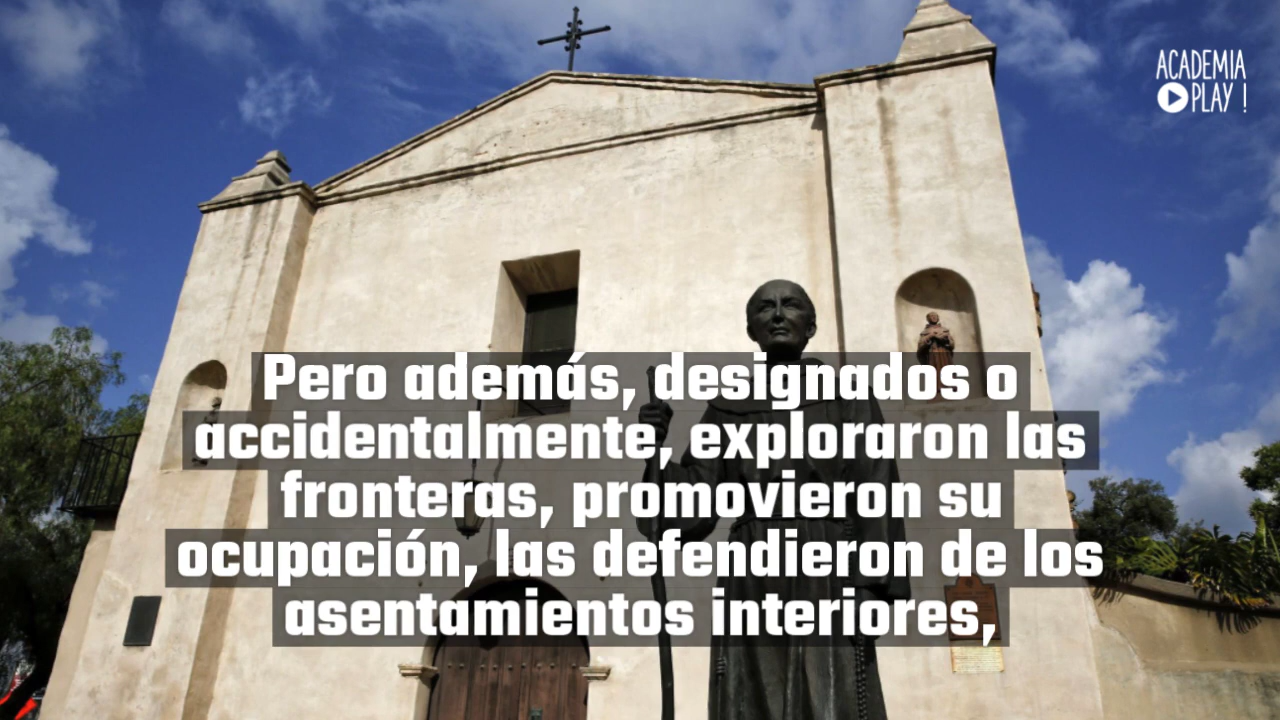 ACADEMIA
PLAY !
Pero además, designados o
accidentalmente, exploraron las
fronteras, promovieron su
ocupación, las defendieron de los
asentamientos interiores,